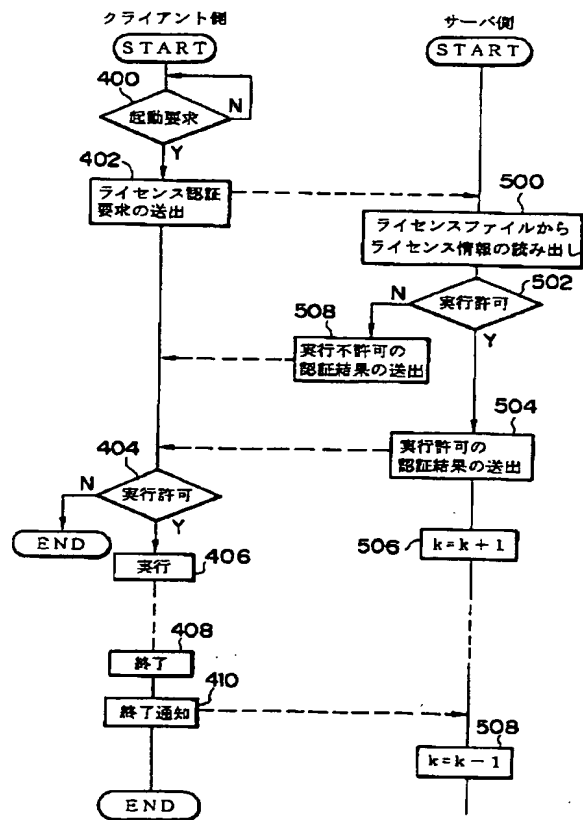 クライアント側
サーバ側
START
START
400
起動要求
N
Y
402
ライセンス認証
要求の送出
500
ライセンスファイルから
ライセンス情報の読み出し
502
実行許可
N
Y
508
実行不許可の
認証結果の送出
504
実行許可の
認証結果の送出
404
実行許可
N
Y
END
406
実行
506
k=k+1
408
終了
410
終了通知
508
k=k-1
END